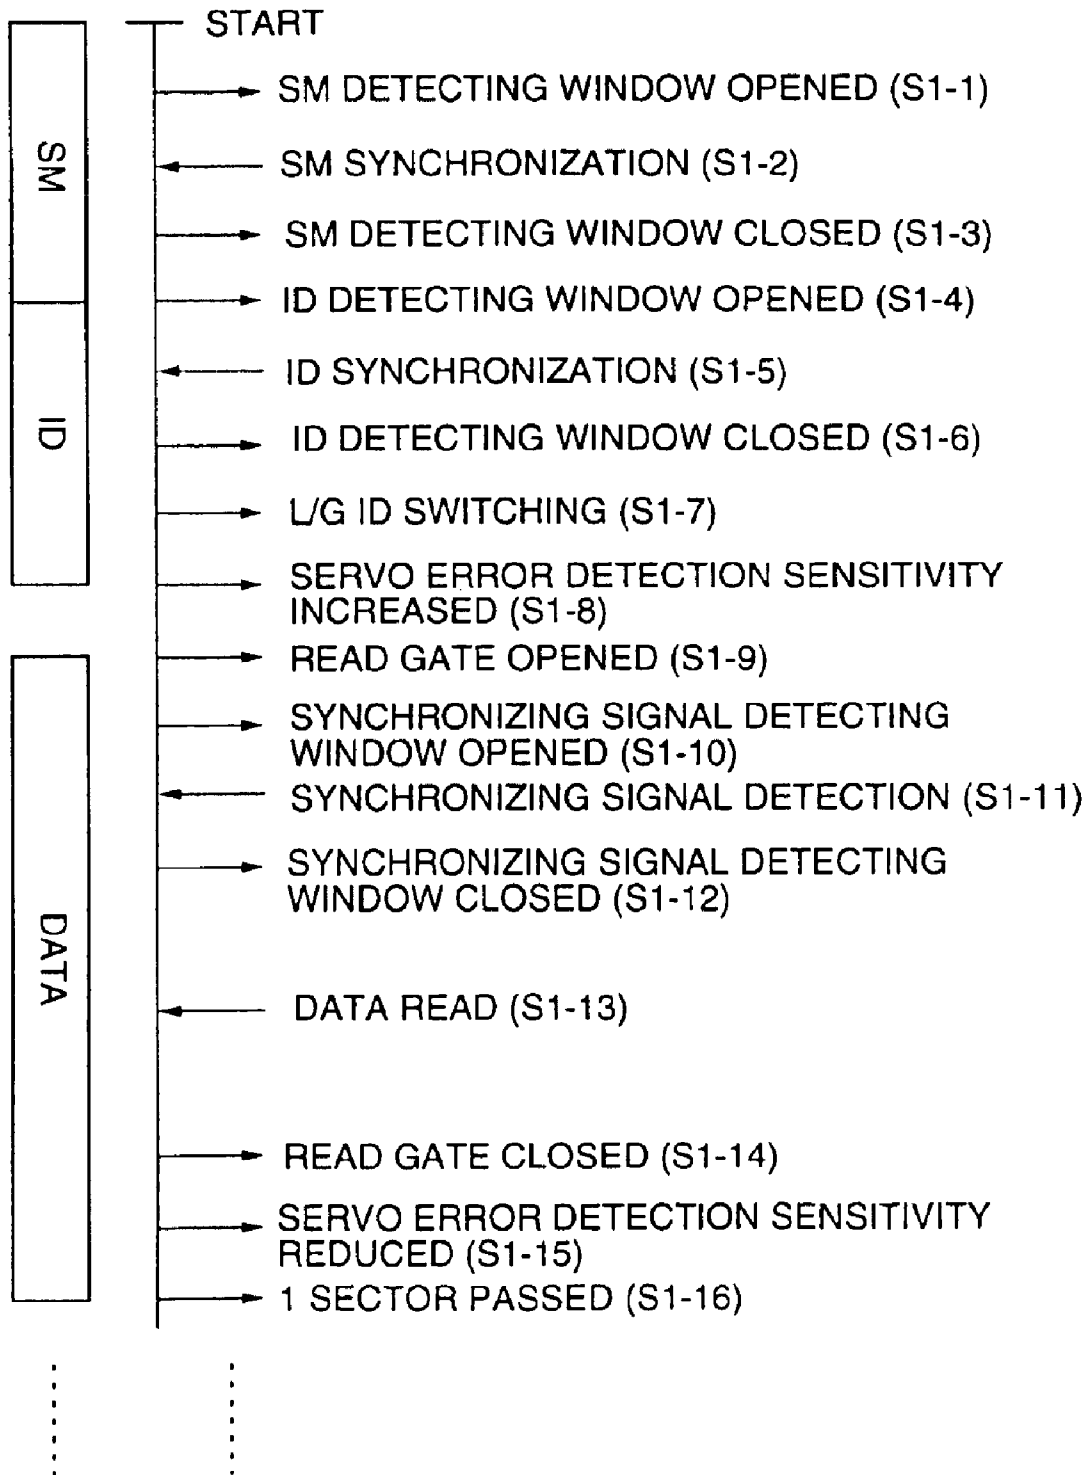 START
SM DETECTING WINDOW OPENED (S1-1)
SM SYNCHRONIZATION (S1-2)
SM DETECTING WINDOW CLOSED (S1-3)
SM
ID DETECTING WINDOW OPENED (S1-4)
ID SYNCHRONIZATION (S1-5)
ID DETECTING WINDOW CLOSED (S1-6)
ID
L/G ID SWITCHING (S1-7)
SERVO ERROR DETECTION SENSITIVITY
INCREASED (S1-8)
READ GATE OPENED (S1-9)
SYNCHRONIZING SIGNAL DETECTING
WINDOW OPENED (S1-10)
SYNCHRONIZING SIGNAL DETECTION (S1-11)
SYNCHRONIZING SIGNAL DETECTING
WINDOW CLOSED (S1-12)
DATA
DATA READ (S1-13)
READ GATE CLOSED (S1-14)
SERVO ERROR DETECTION SENSITIVITY
REDUCED (S1-15)
1 SECTOR PASSED (S1-16)